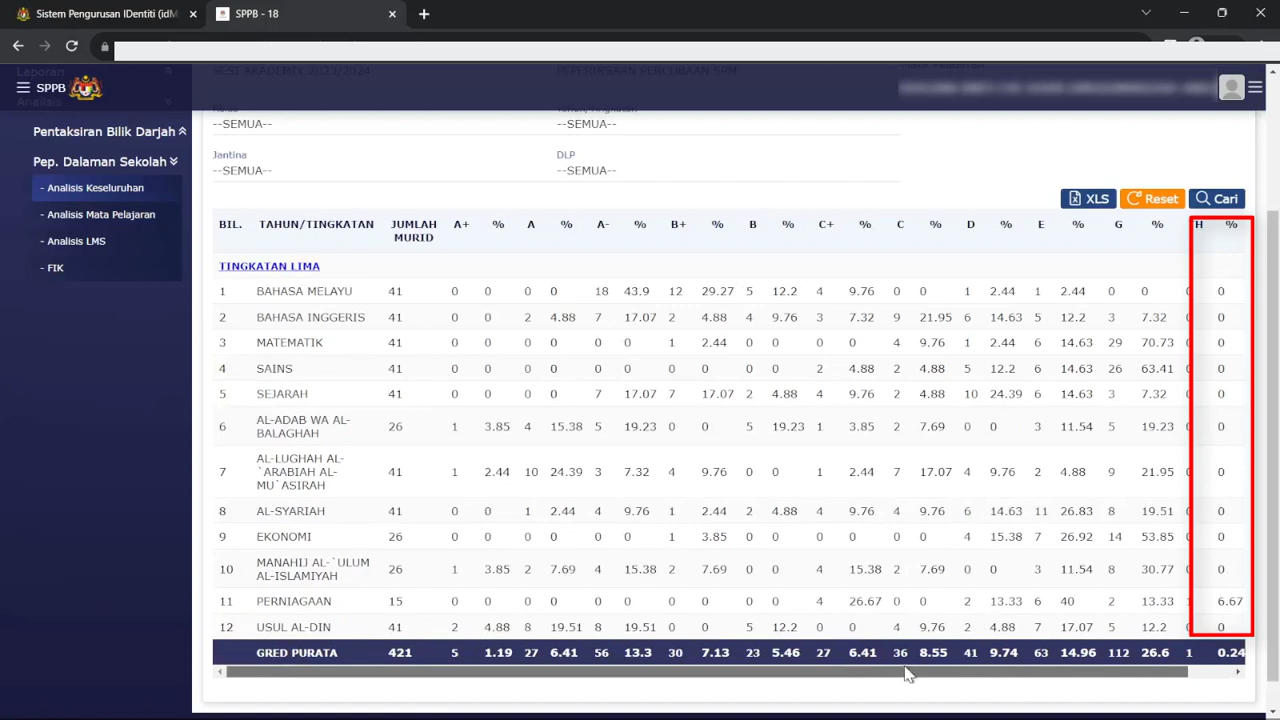 Sistem Pengurusan IDentiti (idM
SPPB - 18
Laporan
SESI AKADEMIK 2023/2024 PEPERIKSAAN PERCUBAAN SPM
SPPB
Analisis
Pentaksiran Bilik Darjah
--SEMUA-- --SEMUA--
Pep. Dalaman Sekolah
Jantina DLP
--SEMUA-- --SEMUA--
- Analisis Keseluruhan
- Analisis Mata Pelajaran
- Analisis LMS
- FIK
XLS Reset Cari
BIL. TAHUN/TINGKATAN JUMLAH MURID A+ % A % A- % B+ % B % C+ % C % D % E % G % H %
TINGKATAN LIMA
1 BAHASA MELAYU 41 0 0 0 0 18 43.9 12 29.27 5 12.2 4 9.76 0 0 1 2.44 1 2.44 0 0 0 0
2 BAHASA INGGERIS 41 0 0 2 4.88 7 17.07 2 4.88 4 9.76 3 7.32 9 21.95 6 14.63 5 12.2 3 7.32 0 0
3 MATEMATIK 41 0 0 0 0 0 0 1 2.44 0 0 0 0 4 9.76 1 2.44 6 14.63 29 70.73 0 0
4 SAINS 41 0 0 0 0 0 0 0 0 0 0 2 4.88 2 4.88 5 12.2 6 14.63 26 63.41 0 0
5 SEJARAH 41 0 0 0 0 7 17.07 7 17.07 2 4.88 4 9.76 2 4.88 10 24.39 6 14.63 3 7.32 0 0
6 AL-ADAB WA AL-BALAGHAH 26 1 3.85 4 15.38 5 19.23 0 0 5 19.23 1 3.85 2 7.69 0 0 3 11.54 5 19.23 0 0
7 AL-LUGHAH AL-`ARABIAH AL-MU`ASIRAH 41 1 2.44 10 24.39 3 7.32 4 9.76 0 0 1 2.44 7 17.07 4 9.76 2 4.88 9 21.95 0 0
8 AL-SYARIAH 41 0 0 1 2.44 4 9.76 1 2.44 2 4.88 4 9.76 4 9.76 6 14.63 11 26.83 8 19.51 0 0
9 EKONOMI 26 0 0 0 0 0 0 1 3.85 0 0 0 0 0 0 4 15.38 7 26.92 14 53.85 0 0
10 MANAHIJ AL-`ULUM AL-ISLAMIYAH 26 1 3.85 2 7.69 4 15.38 2 7.69 0 0 4 15.38 2 7.69 0 0 3 11.54 8 30.77 0 0
11 PERNIAGAAN 15 0 0 0 0 0 0 0 0 0 0 4 26.67 0 0 2 13.33 6 40 2 13.33 1 6.67
12 USUL AL-DIN 41 2 4.88 8 19.51 8 19.51 0 0 5 12.2 0 0 4 9.76 2 4.88 7 17.07 5 12.2 0 0
GRED PURATA 421 5 1.19 27 6.41 56 13.3 30 7.13 23 5.46 27 6.41 36 8.55 41 9.74 63 14.96 112 26.6 1 0.24